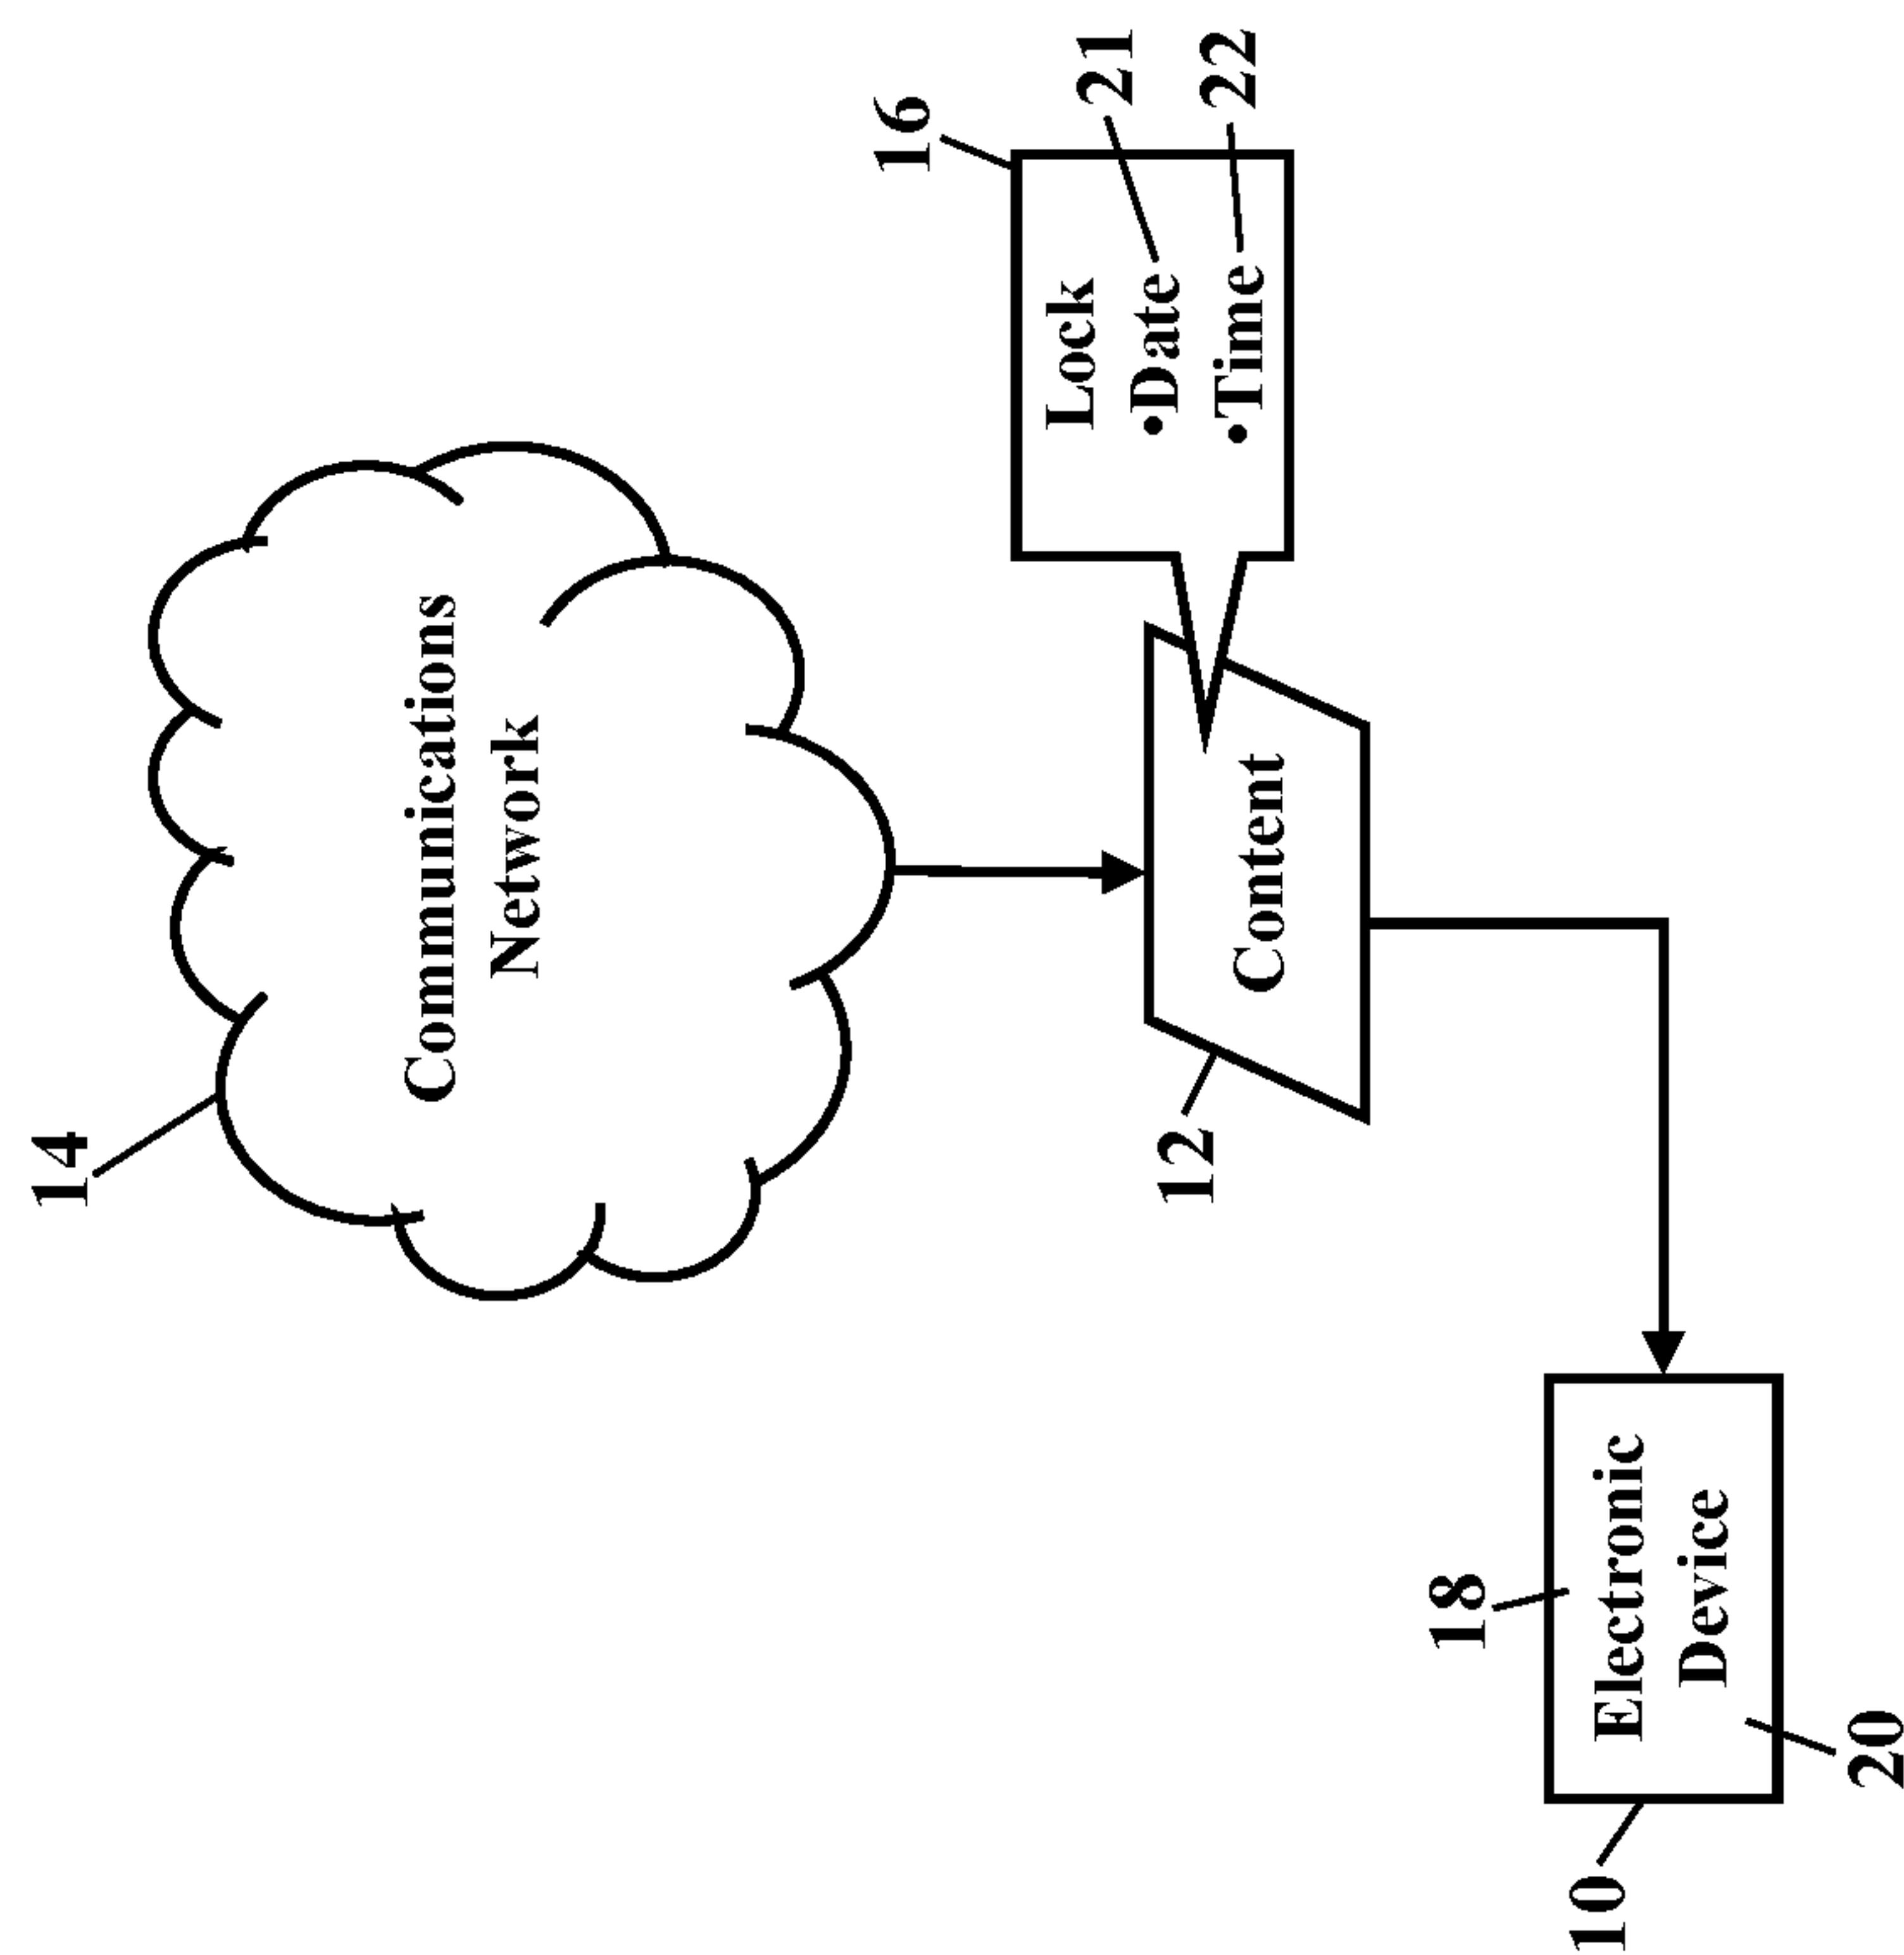 14
Communications
Network
16
21
22
Lock
•Date
•Time
12
Content
18
Electronic
Device
10
20